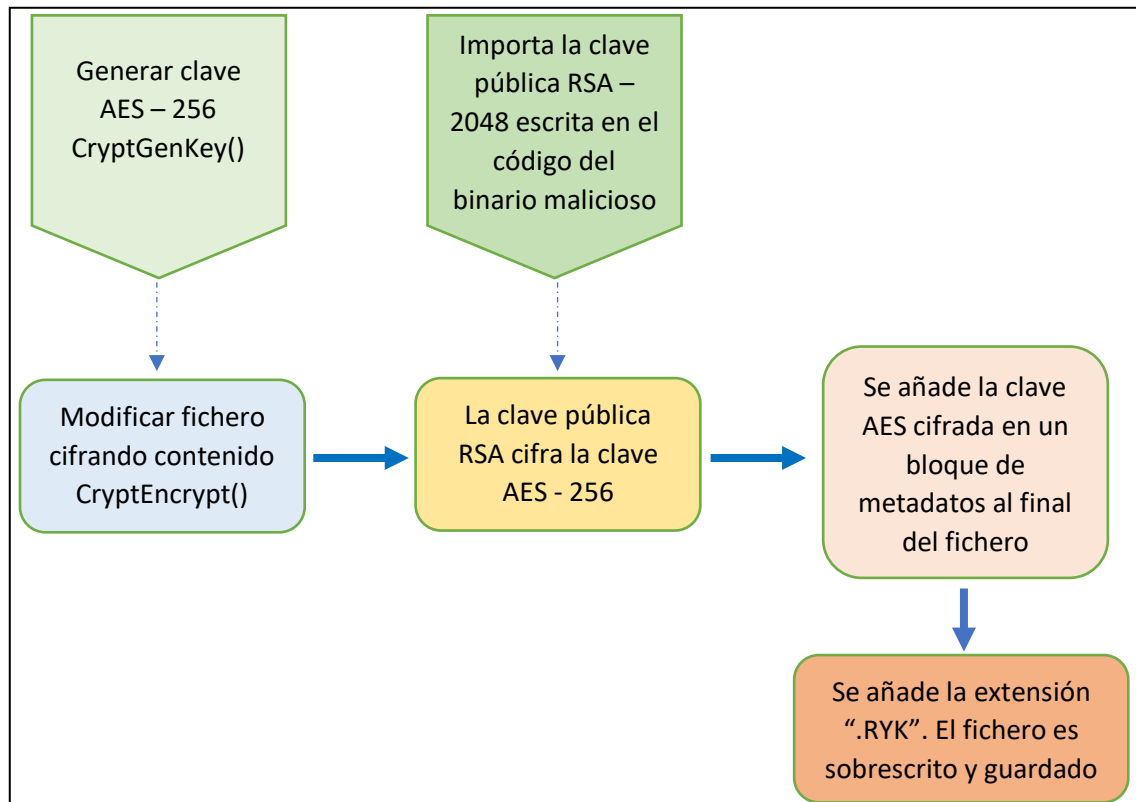 Generar clave
AES – 256
CryptGenKey()
Importa la clave
pública RSA –
2048 escrita en el
código del
binario malicioso
Modificar fichero
cifrando contenido
CryptEncrypt()
La clave pública
RSA cifra la clave
AES - 256
Se añade la clave
AES cifrada en un
bloque de
metadatos al final
del fichero
Se añade la extensión
“.RYK”. El fichero es
sobrescrito y guardado